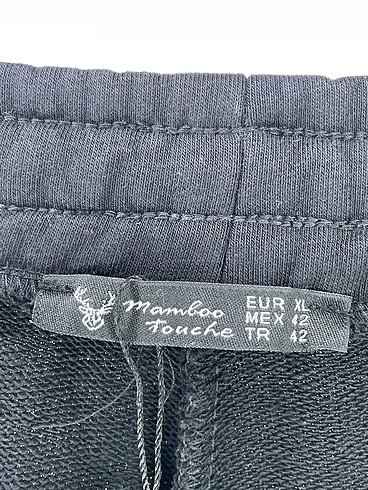 mamboo
touche
EUR XL
MEX 42
TR 42